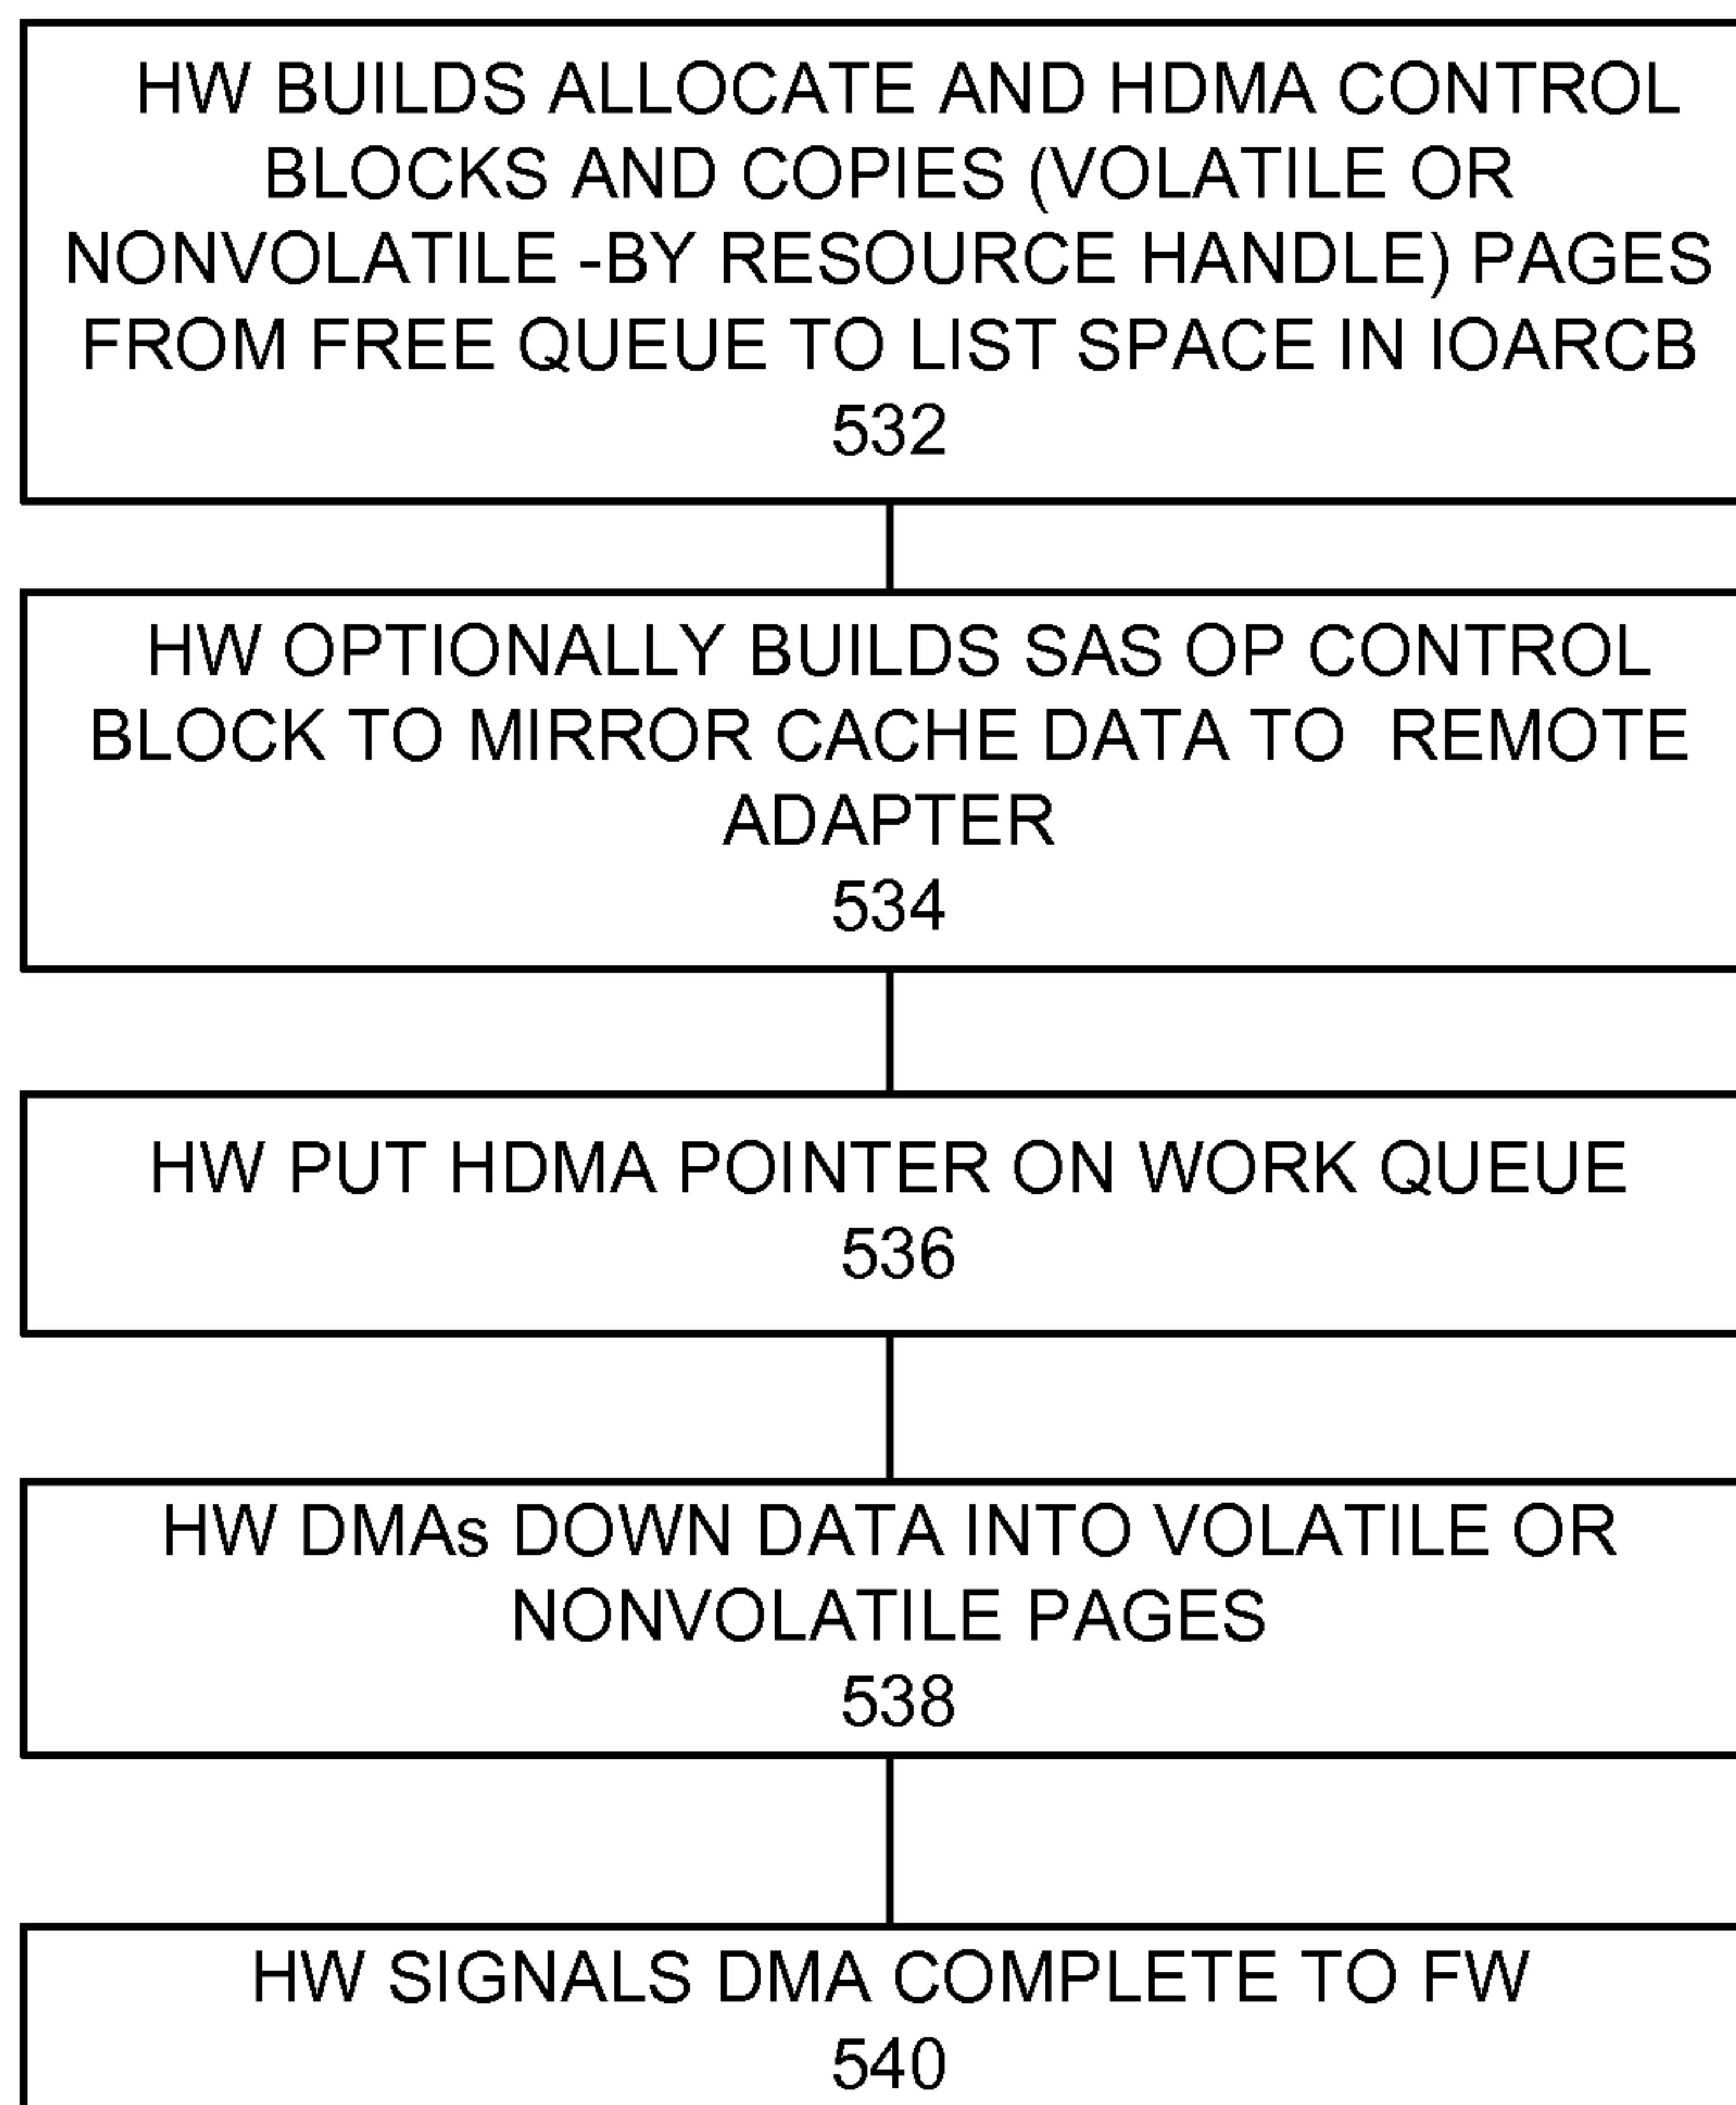 HW BUILDS ALLOCATE AND HDMA CONTROL
BLOCKS AND COPIES (VOLATILE OR
NONVOLATILE -BY RESOURCE HANDLE) PAGES
FROM FREE QUEUE TO LIST SPACE IN IOARCB
532
HW OPTIONALLY BUILDS SAS OP CONTROL
BLOCK TO MIRROR CACHE DATA TO REMOTE
ADAPTER
534
HW PUT HDMA POINTER ON WORK QUEUE
536
HW DMAs DOWN DATA INTO VOLATILE OR
NONVOLATILE PAGES
538
HW SIGNALS DMA COMPLETE TO FW
540